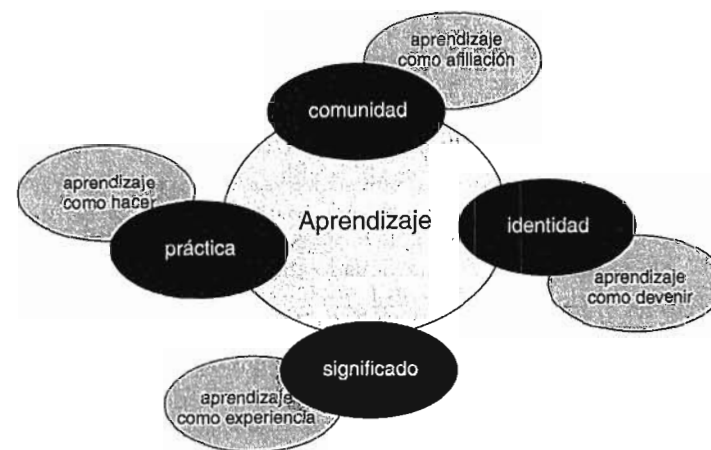 aprendizaje
como afiliación
comunidad
aprendizaje
como hacer
práctica
Aprendizaje
identidad
aprendizaje
como devenir
significado
aprendizaje
como experiencia